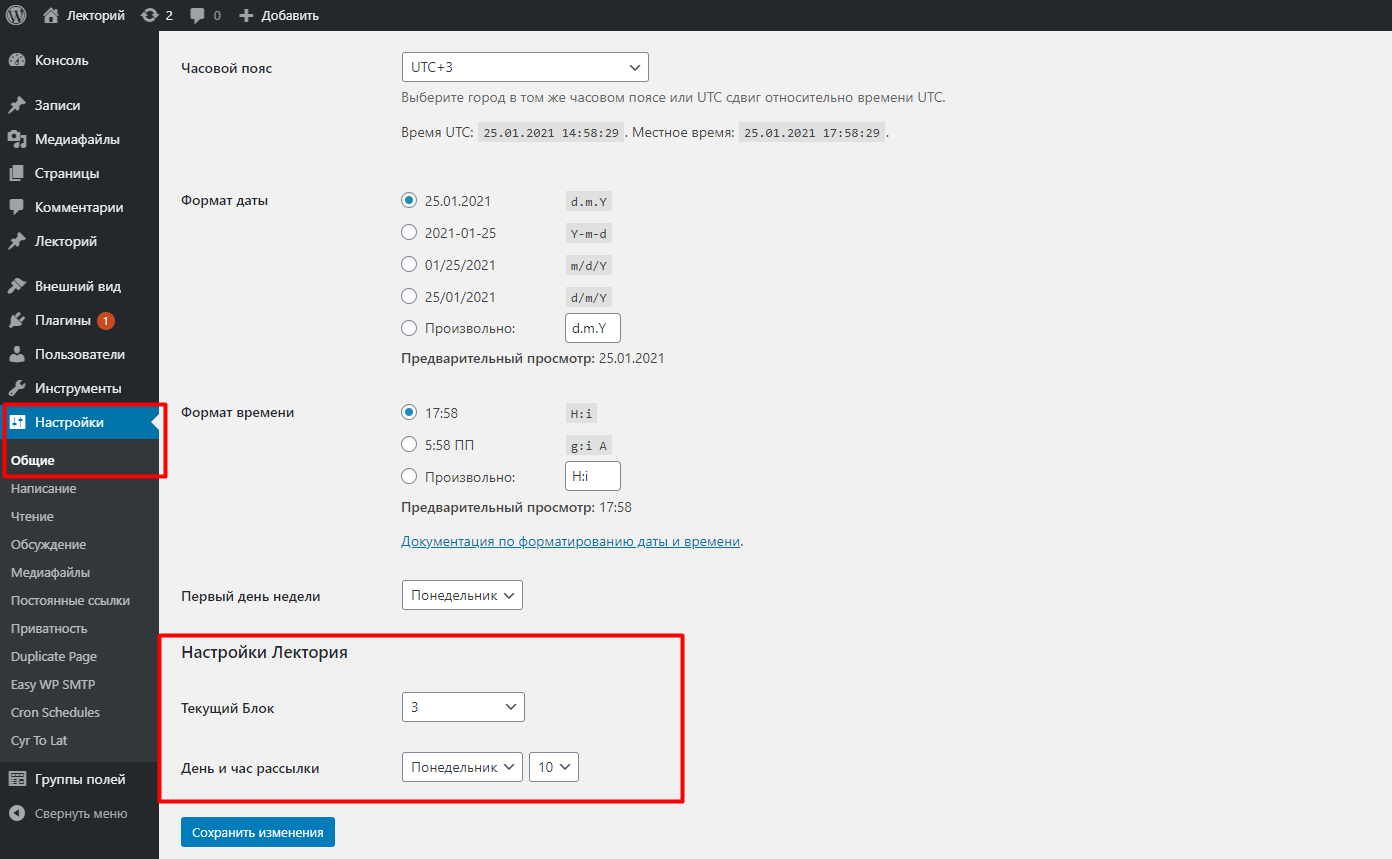 Лекторий 2 0 Добавить
Консоль
Записи
Медиафайлы
Страницы
Комментарии
Лекторий
Внешний вид
Плагины 1
Пользователи
Инструменты
Настройки
Общие
Написание
Чтение
Обсуждение
Медиафайлы
Постоянные ссылки
Приватность
Duplicate Page
Easy WP SMTP
Cron Schedules
Cyr To Lat
Группы полей
Свернуть меню
Часовой пояс UTC+3
Выберите город в том же часовом поясе или UTC сдвиг относительно времени UTC.
Время UTC: 25.01.2021 14:58:29 . Местное время: 25.01.2021 17:58:29 .
Формат даты 25.01.2021 d.m.Y
2021-01-25 Y-m-d
01/25/2021 m/d/Y
25/01/2021 d/m/Y
Произвольно: d.m.Y
Предварительный просмотр: 25.01.2021
Формат времени 17:58 H:i
5:58 ПП g:i A
Произвольно: H:i
Предварительный просмотр: 17:58
Документация по форматированию даты и времени.
Первый день недели Понедельник
Настройки Лектория
Текущий Блок 3
День и час рассылки Понедельник 10
Сохранить изменения